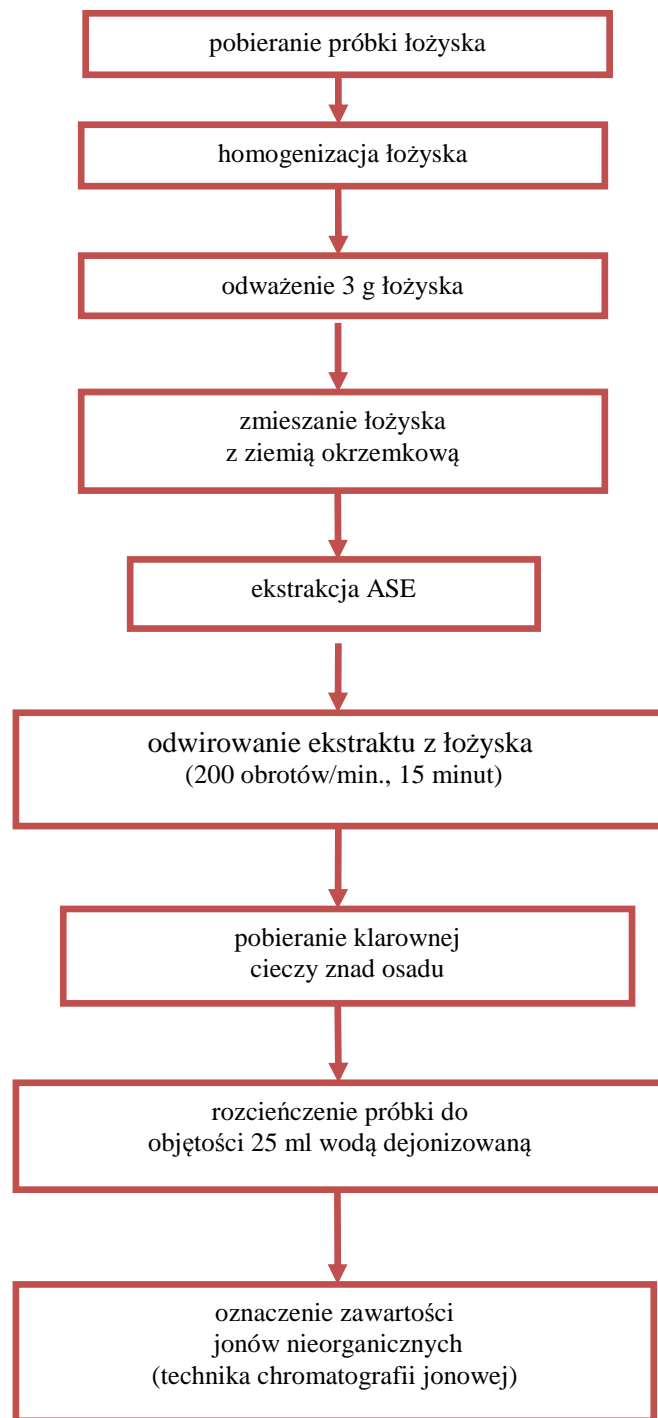 pobieranie próbki łożyska
homogenizacja łożyska
odważenie 3 g łożyska
zmieszanie łożyska
z ziemią okrzemkową
ekstrakcja ASE
odwirowanie ekstraktu z łożyska
(200 obrotów/min., 15 minut)
pobieranie klarownej
cieczy znad osadu
rozcieńczenie próbki do
objętości 25 ml wodą dejonizowaną
oznaczenie zawartości
jonów nieorganicznych
(technika chromatografii jonowej)